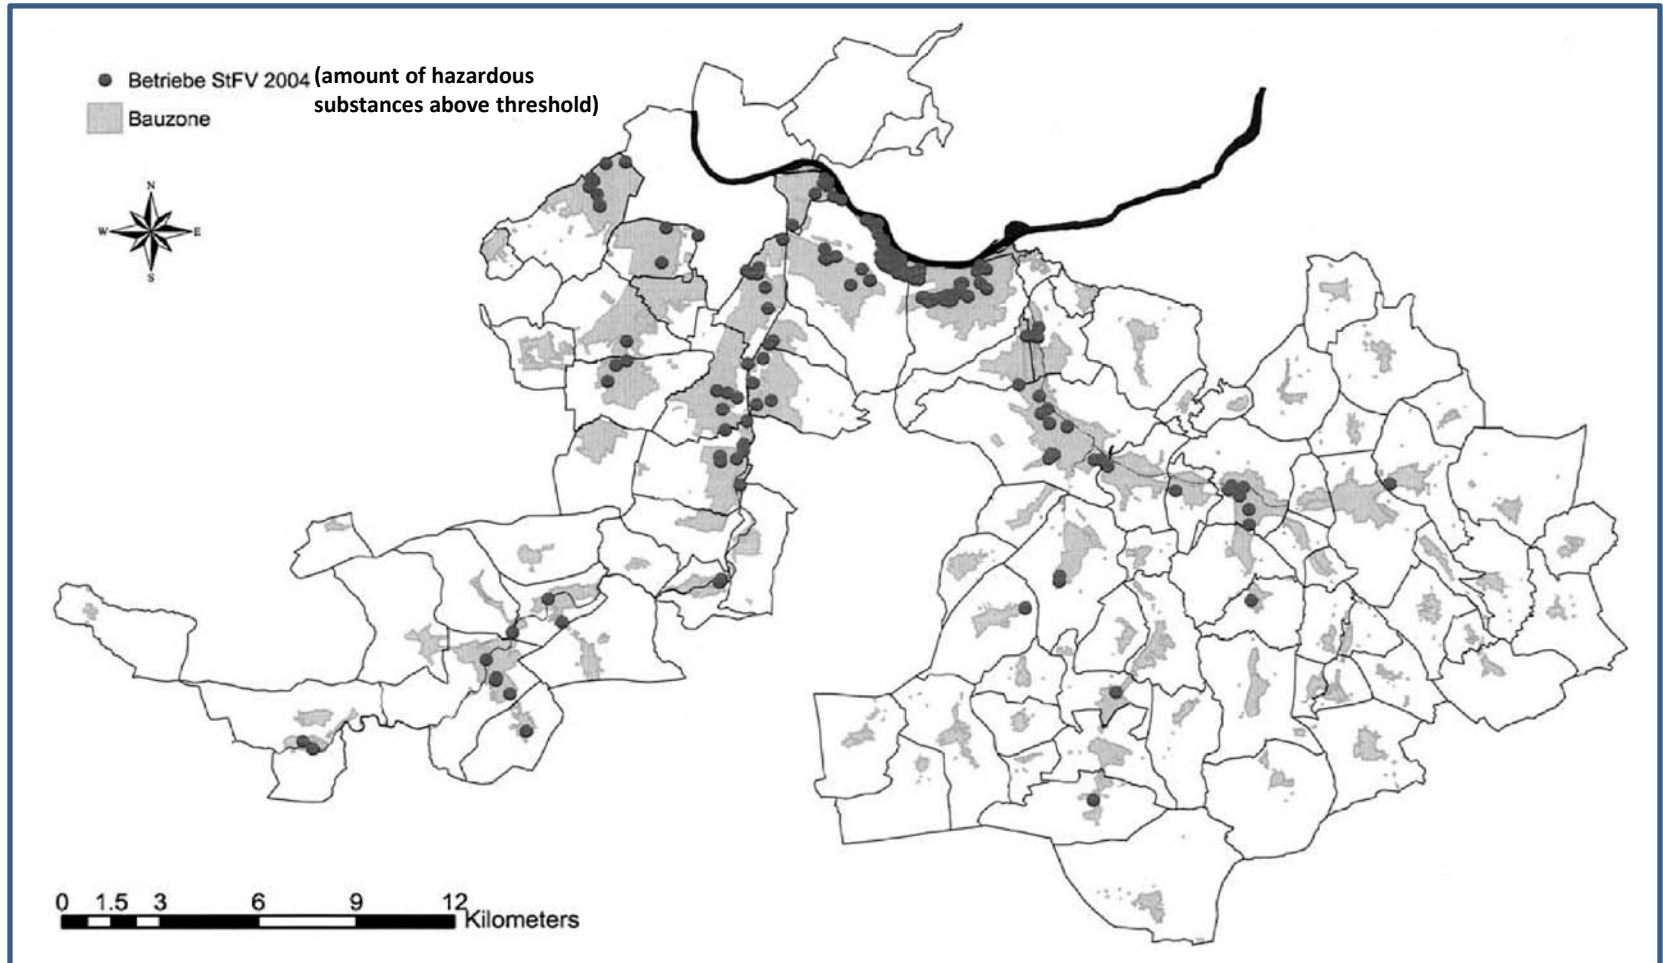 Betriebe StFV 2004 (amount of hazardous
substances above threshold)
Bauzone
N
W E
S
0 1.5 3 6 9 12
Kilometers